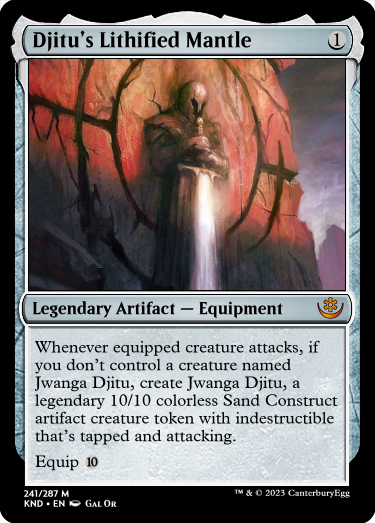 Djitu's Lithified Mantle 1
Legendary Artifact — Equipment
Whenever equipped creature attacks, if
you don't control a creature named
Jwanga Djitu, create Jwanga Djitu, a
legendary 10/10 colorless Sand Construct
artifact creature token with indestructible
that's tapped and attacking.
Equip 10
241/287 M
KND • EN Gal Or
™ & © 2023 CanterburyEgg